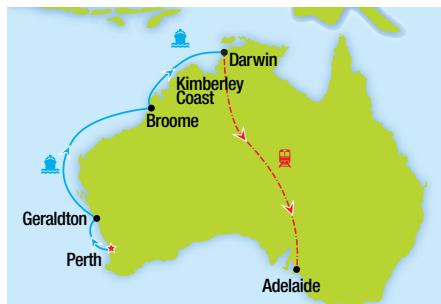 Darwin
Kimberley
Coast
Broome
Geraldton
Perth
Adelaide